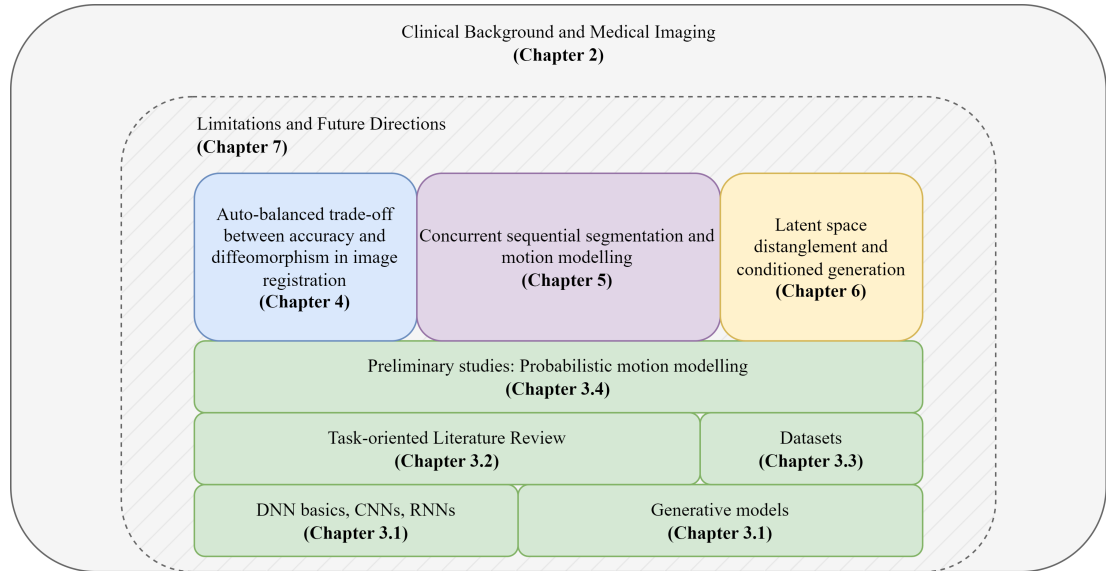 Clinical Background and Medical Imaging
(Chapter 2)
Limitations and Future Directions
(Chapter 7)
Auto-balanced trade-off
between accuracy and
diffeomorphism in image
registration
(Chapter 4)
Concurrent sequential segmentation and
motion modelling
(Chapter 5)
Latent space
distanglement and
conditioned generation
(Chapter 6)
Preliminary studies: Probabilistic motion modelling
(Chapter 3.4)
Task-oriented Literature Review
(Chapter 3.2)
Datasets
(Chapter 3.3)
DNN basics, CNNs, RNNs
(Chapter 3.1)
Generative models
(Chapter 3.1)